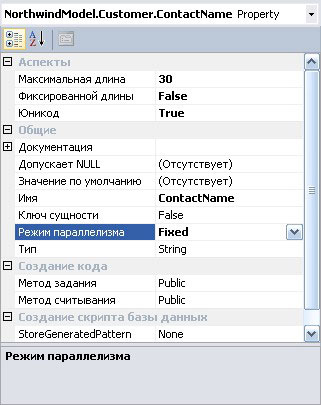 NorthwindModel.Customer.ContactName Property
Аспекты
Максимальная длина 30
Фиксированной длины False
Юникод True
Общие
Документация
Допускает NULL (Отсутствует)
Значение по умолчанию (Отсутствует)
Имя ContactName
Ключ сущности False
Режим параллелизма Fixed
Тип String
Создание кода
Метод задания Public
Метод считывания Public
Создание скрипта базы данных
StoreGeneratedPattern None
Режим параллелизма